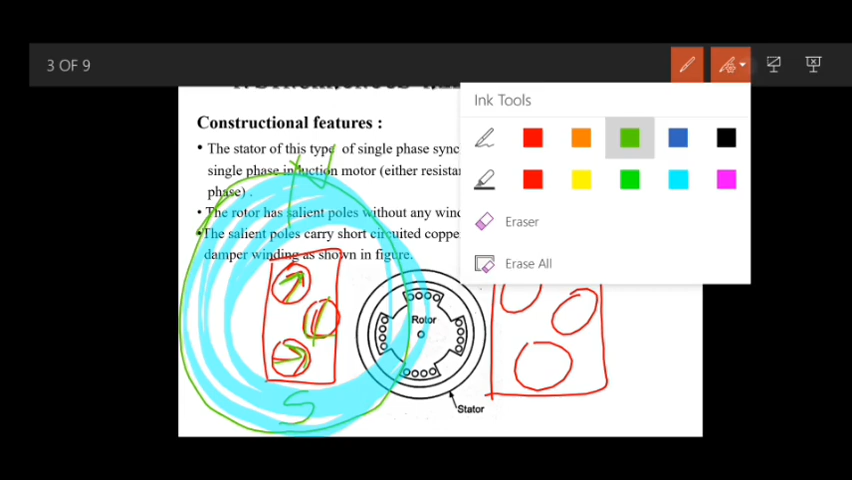 3 OF 9
Ink Tools
Constructional features :
• The stator of this type of single phase sync
single phase induction motor (either resista
phase) .
• The rotor has salient poles without any wind
•The salient poles carry short circuited coppe
damper winding as shown in figure.
Eraser
Erase All
N
Rotor
S
Stator